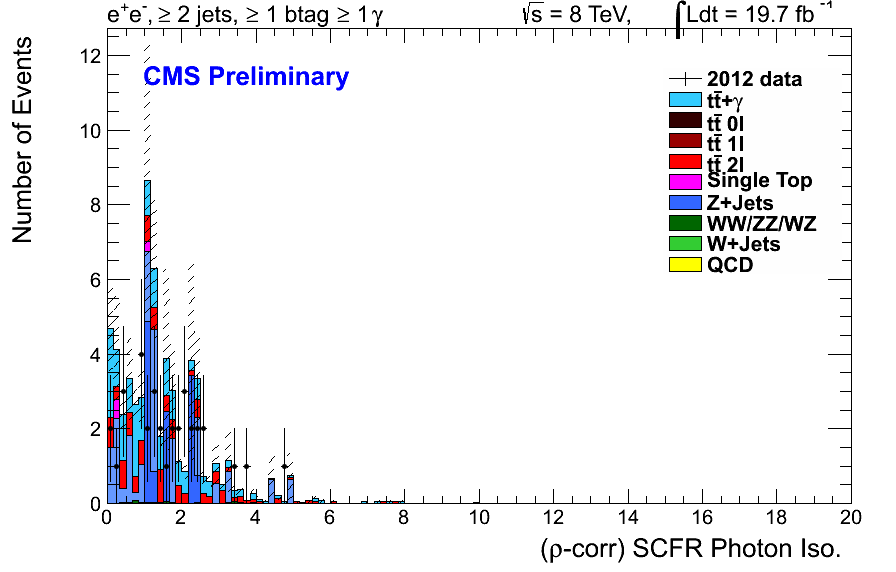 e⁺e⁻, ≥ 2 jets, ≥ 1 btag ≥ 1 γ √s = 8 TeV, ∫Ldt = 19.7 fb⁻¹
CMS Preliminary
2012 data
tt̄+γ
tt̄ 0l
tt̄ 1l
tt̄ 2l
Single Top
Z+Jets
WW/ZZ/WZ
W+Jets
QCD
Number of Events
12
10
8
6
4
2
0
0 2 4 6 8 10 12 14 16 18 20
(ρ-corr) SCFR Photon Iso.